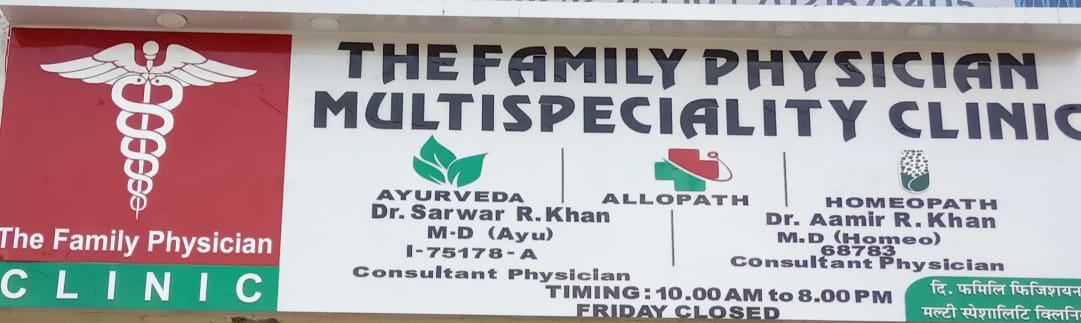 The Family Physician
CLINIC
THE FAMILY PHYSICIAN
MULTISPECIALITY CLINIC
AYURVEDA
Dr. Sarwar R. Khan
M-D (Ayu)
I-75178-A
Consultant Physician
ALLOPATH
HOMEOPATH
Dr. Aamir R. Khan
M.D (Homeo)
68783
Consultant Physician
TIMING : 10.00 AM to 8.00 PM
FRIDAY CLOSED
दि. फॅमिलि फिजिशयन
मल्टी स्पेशालिटि क्लिनि